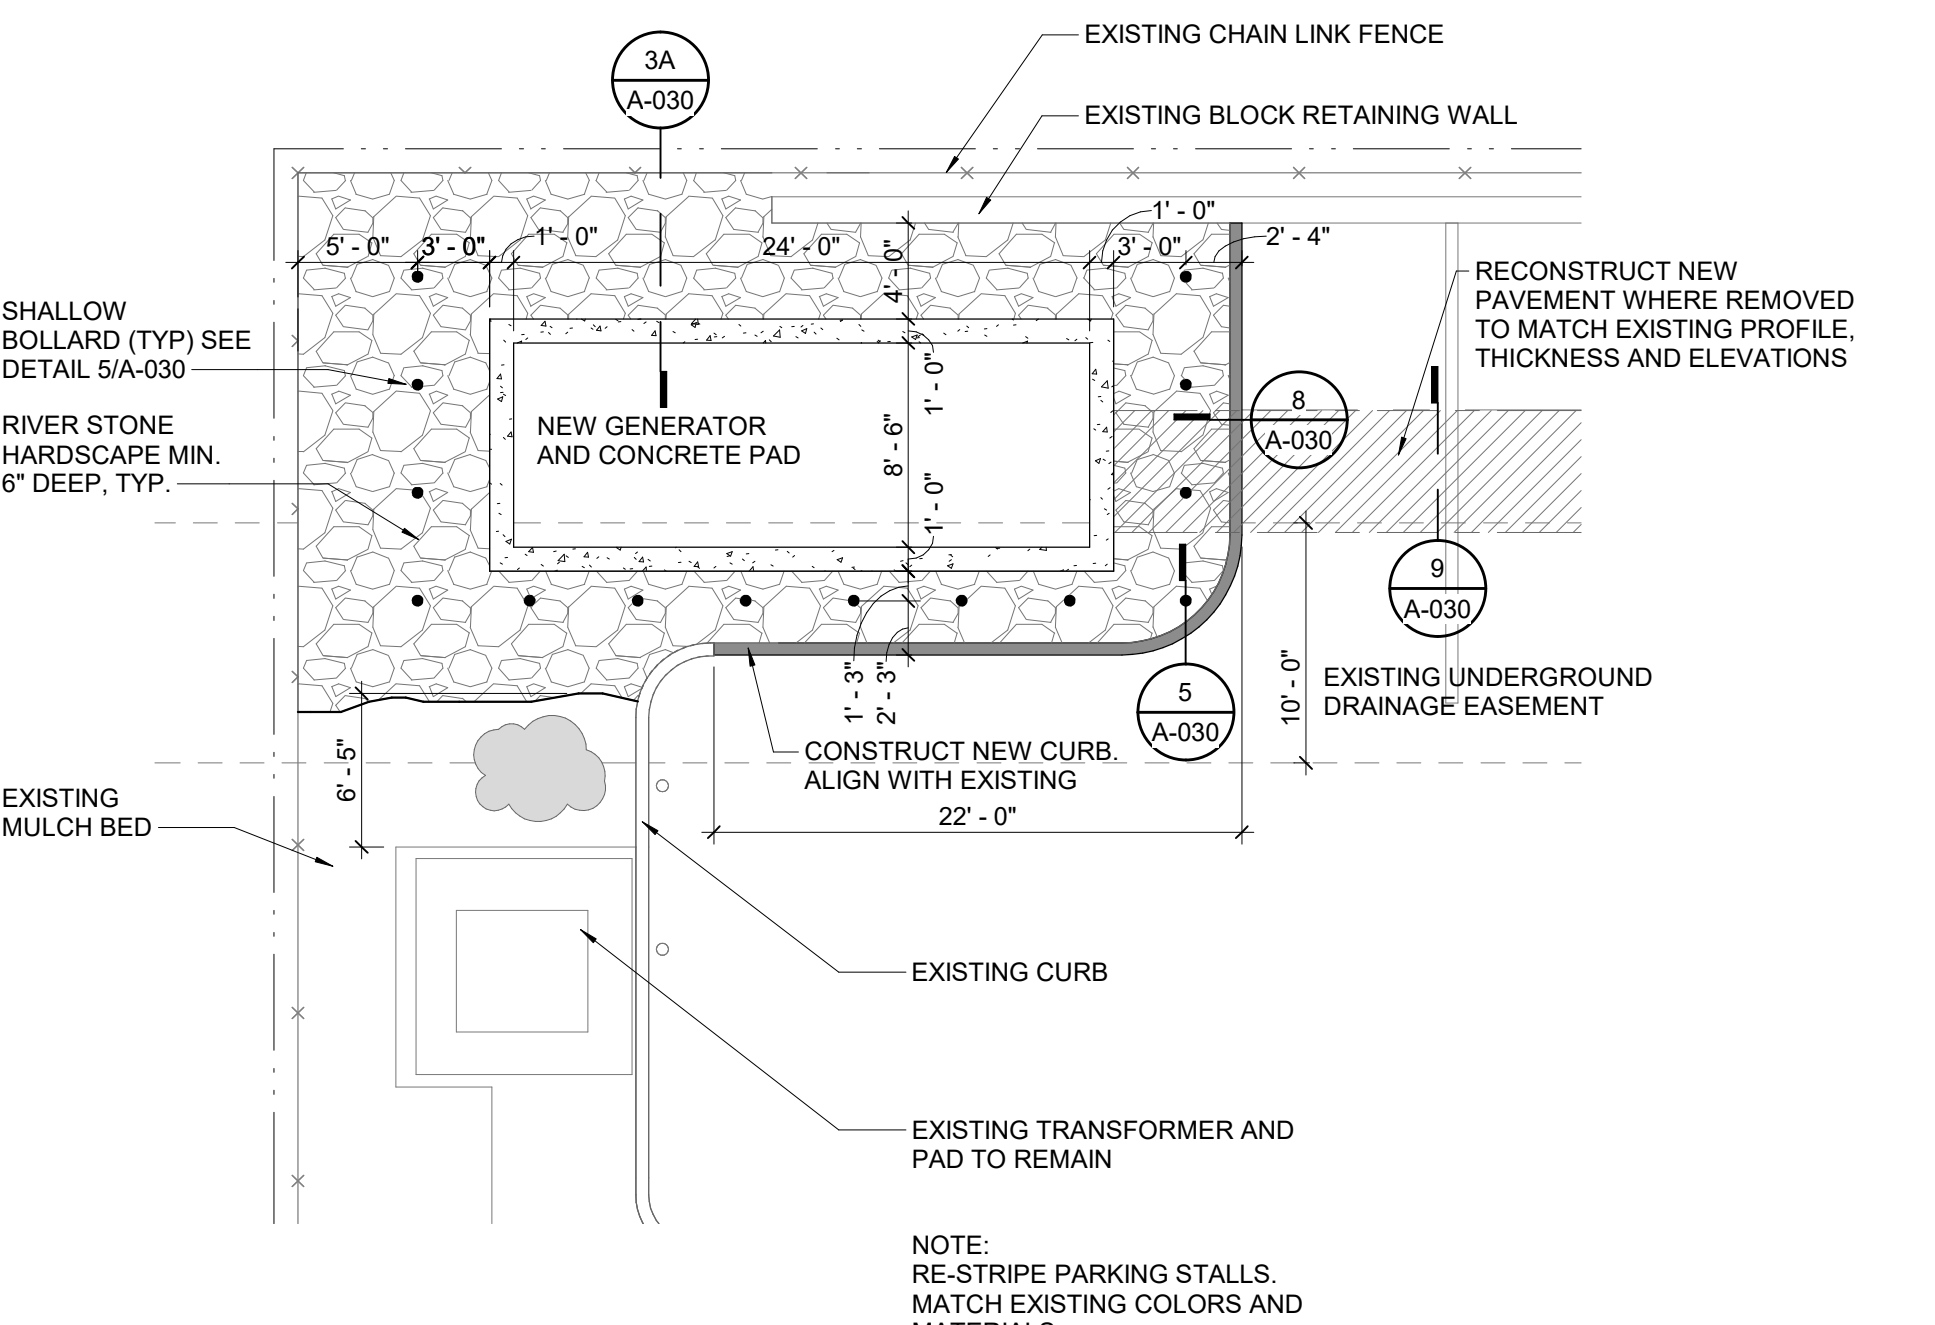 3A
A-030
EXISTING CHAIN LINK FENCE
EXISTING BLOCK RETAINING WALL
5' - 0"
3' - 0"
1' - 0"
24' - 0"
4' - 0"
3' - 0"
1' - 0"
2' - 4"
SHALLOW
BOLLARD (TYP) SEE
DETAIL 5/A-030
RIVER STONE
HARDSCAPE MIN.
6" DEEP, TYP.
RECONSTRUCT NEW
PAVEMENT WHERE REMOVED
TO MATCH EXISTING PROFILE,
THICKNESS AND ELEVATIONS
NEW GENERATOR
AND CONCRETE PAD
1' - 0"
8' - 6"
1' - 0"
8
A-030
9
A-030
1' - 3"
2' - 3"
5
A-030
10' - 0"
EXISTING UNDERGROUND
DRAINAGE EASEMENT
CONSTRUCT NEW CURB.
ALIGN WITH EXISTING
22' - 0"
6' - 5"
EXISTING
MULCH BED
EXISTING CURB
EXISTING TRANSFORMER AND
PAD TO REMAIN
NOTE:
RE-STRIPE PARKING STALLS.
MATCH EXISTING COLORS AND